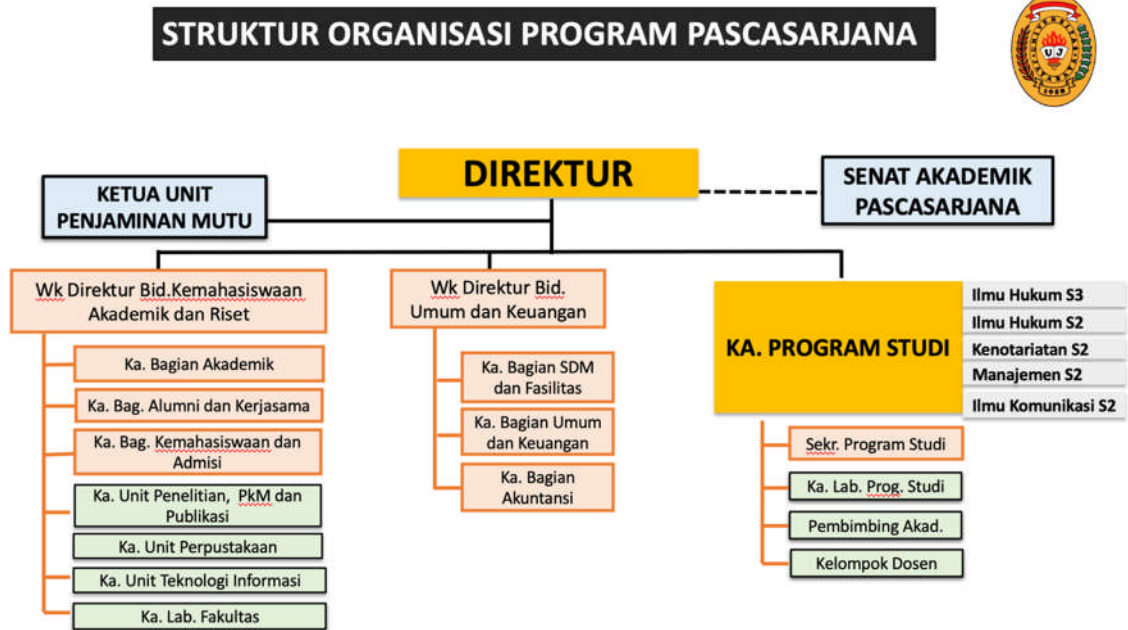 STRUKTUR ORGANISASI PROGRAM PASCASARJANA
UJ
1958
DIREKTUR
KETUA UNIT
PENJAMINAN MUTU
SENAT AKADEMIK
PASCASARJANA
Wk Direktur Bid.Kemahasiswaan
Akademik dan Riset
Ka. Bagian Akademik
Ka. Bag. Alumni dan Kerjasama
Ka. Bag. Kemahasiswaan dan
Admisi
Ka. Unit Penelitian, PkM dan
Publikasi
Ka. Unit Perpustakaan
Ka. Unit Teknologi Informasi
Ka. Lab. Fakultas
Wk Direktur Bid.
Umum dan Keuangan
Ka. Bagian SDM
dan Fasilitas
Ka. Bagian Umum
dan Keuangan
Ka. Bagian
Akuntansi
KA. PROGRAM STUDI
Ilmu Hukum S3
Ilmu Hukum S2
Kenotariatan S2
Manajemen S2
Ilmu Komunikasi S2
Sekr. Program Studi
Ka. Lab. Prog. Studi
Pembimbing Akad.
Kelompok Dosen